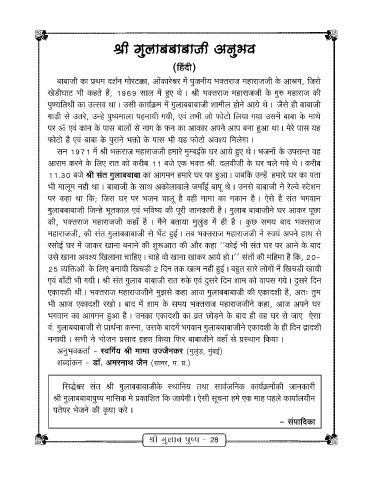 श्री गुलाबबाबाजी अनुभव
(हिंदी)
बाबाजी का प्रथम दर्शन मोरटक्का, ओंकारेश्वर में पुजनीय भक्तराज महाराजजी के आश्रम, जिसे
खेडीघाट भी कहते हैं, 1969 साल में हुए थे । श्री भक्तराज महाराजजी के गुरु महाराज की
पुण्यतिथी का उत्सव था । उसी कार्यक्रम में गुलाबबाबाजी शामील होने आये थे । जैसे ही बाबाजी
गाडी से उतरे, उन्हे पुष्पमाला पहनायी गयी, एवं तभी जो फोटो लिया गया उसमें बाबा के माथे
पर ॐ एवं कान के पास बालों से नाग के फन का आकार अपने आप बना हुआ था । मेरे पास यह
फोटो है एवं बाबा के पुराने भक्तों के पास भी यह फोटो अवश्य मिलेगा ।
सन 1971 में श्री भक्तराज महाराजजी हमारे मुम्बईके घर आये हुए थे । भजनों के उपरान्त वह
आराम करने के लिए रात को करीब 11 बजे एक भक्त श्री. दलवीजी के घर चले गये थे । करीब
11.30 बजे श्री संत गुलाबबाबा का आगमन हमारे घर पर हुआ । जबकि उन्हें हमारे घर का पता
भी मालूम नही था । बाबाजी के साथ अकोलावाले जमाँई बापू थे । उनसे बाबाजी ने रेल्वे स्टेशन
पर कहा था कि; जिस घर पर भजन चालू है वही नामा का मकान है । ऐसे है संत भगवान
गुलाबबाबाजी जिन्हे भूतकाल एवं भविष्य की पूरी जानकारी हैं । गुलाब बाबाजीने घर आकर पूछा
की, भक्तराज महाराजजी कहाँ है । मैने बताया मुलुंड में ही है । कुछ समय बाद भक्तराज
महाराजजी, की संत गुलाबबाबाजी से भेंट हुई । तब भक्तराज महाराजजी ने स्वयं अपने हाथ से
रसोई घर में जाकर खाना बनाने की शुरूआत की और कहा ‘‘कोई भी संत घर पर आने के बाद
उसे खाना अवश्य खिलाना चाहिए । चाहे वो खाना खाकर आये हो ।’’ संतों की महिमा है कि, 20-
25 व्यक्तिओं के लिए बनायी खिचडी 2 दिन तक खत्म नही हुई । बहुत सारे लोगों में खिचडी खायी
एवं बाँटी भी गयी । श्री संत गुलाब बाबाजी रात रुके एवं दुसरे दिन शाम को वापस गये । दुसरे दिन
एकादशी थी । भक्तराज महाराजजीने मुझसे कहा आज गुलाबबाबाजी की एकादशी है, अतः तुम
भी आज एकादशी रखो । बाद में शाम के समय भक्तराज महाराजजीने कहा, आज अपने घर
भगवान का आगमन हुआ है । उनका एकादशी का व्रत छोड़ने के बाद ही वह घर से जाए ऐसा
वं. गुलाबबाबाजी से प्रार्थना करना, उसके बादमें भगवान गुलाबबाबाजीने एकादशी के ही दिन द्वादशी
मनायी । सभी ने भोजन प्रसाद ग्रहण किया फिर बाबाजीने वहाँ से प्रस्थान किया ।
अनुभवकर्ता - स्वर्गिय श्री मामा उज्जैनकर (मुलुंड, मुंबई)
शब्दांकन - डॉ. अमरनाथ जैन (सागर, म. प्र.)
सिद्धेश्वर संत श्री गुलाबबाबाजीके स्थानिय तथा सार्वजनिक कार्यक्रमोंकी जानकारी
श्री गुलाबबाबापुष्प मासिक मे प्रकाशित कि जायेगी । ऐसी सूचना हमे एक माह पहले कार्यालयीन
पतेपर भेजने की कृपा करे ।
- संपादिका
श्री गुलाब पुष्प - 28